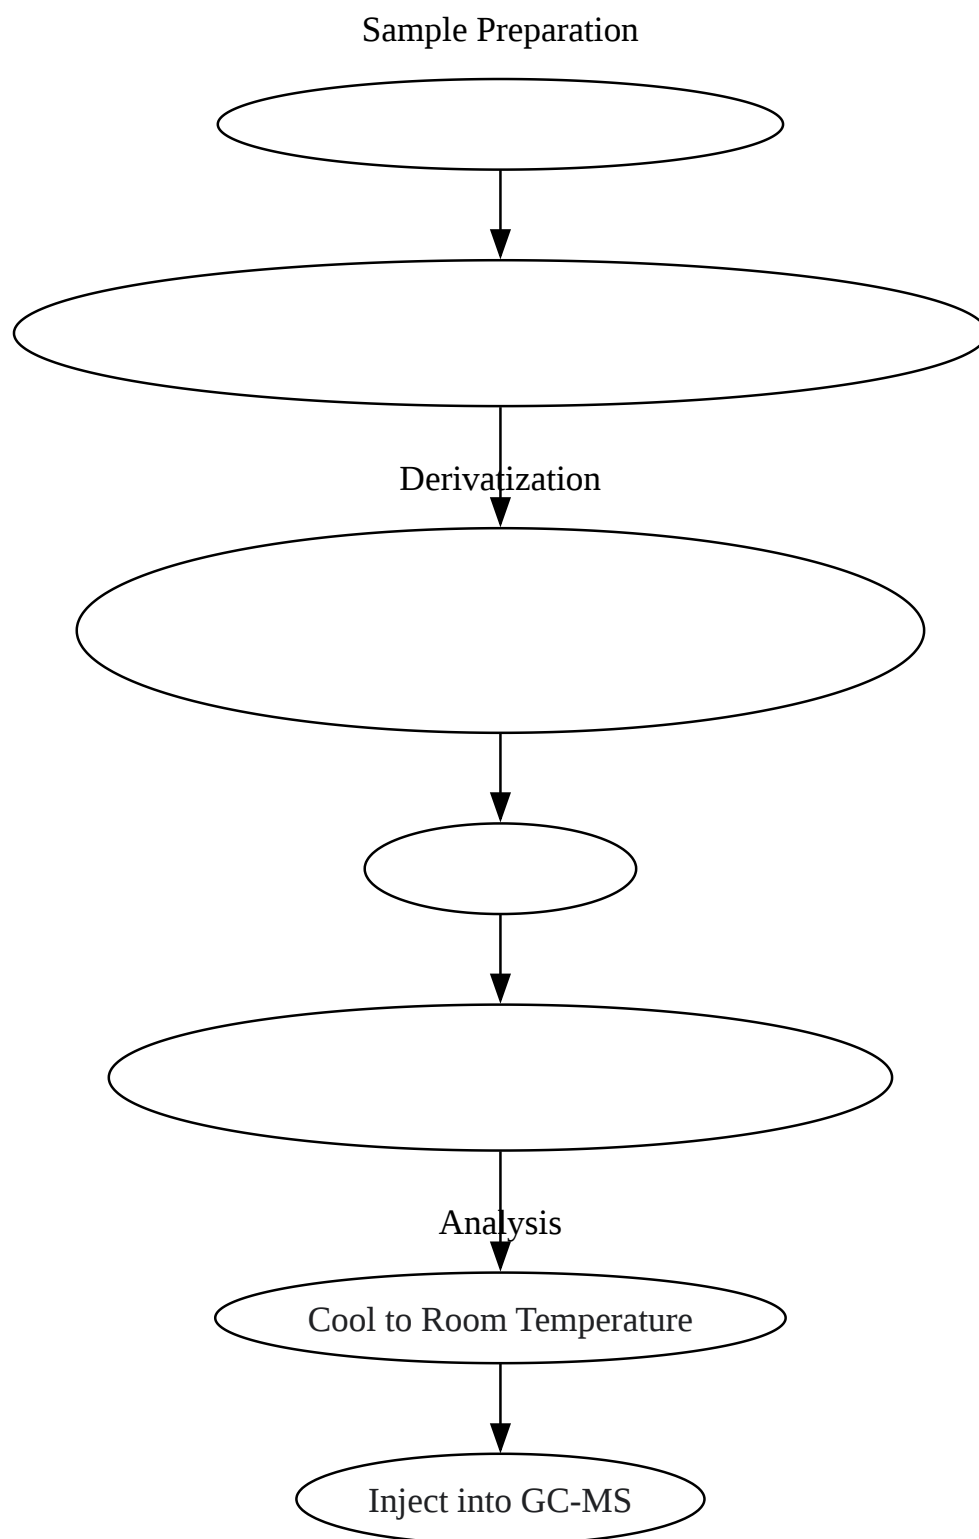 Sample Preparation
Derivatization
Analysis
Cool to Room Temperature
Inject into GC-MS